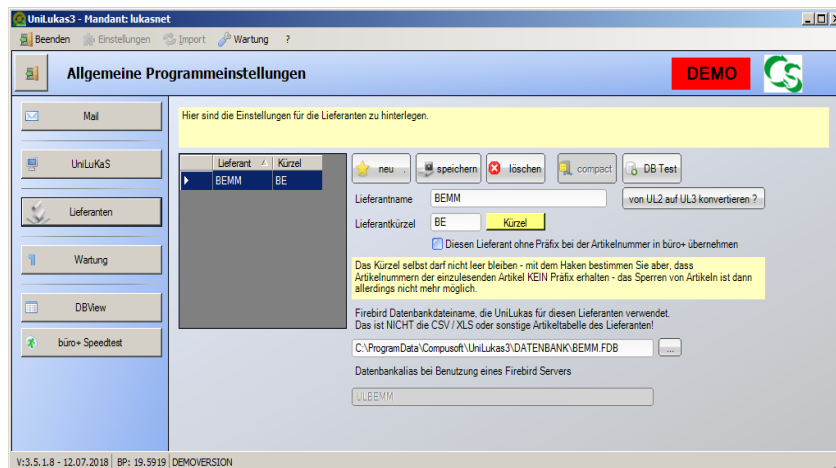 UniLukas3 - Mandant: lukasnet
Beenden Einstellungen Import Wartung ?
Allgemeine Programmeinstellungen
DEMO
CS
Mail
UniLuKaS
Lieferanten
Wartung
DBView
büro+ Speedtest
Hier sind die Einstellungen für die Lieferanten zu hinterlegen.
Lieferant Kürzel
BEMM BE
neu . speichern löschen compact DB Test
Lieferantname BEMM von UL2 auf UL3 konvertieren ?
Lieferantkürzel BE Kürzel
Diesen Lieferant ohne Präfix bei der Artikelnummer in büro+ übernehmen
Das Kürzel selbst darf nicht leer bleiben - mit dem Haken bestimmen Sie aber, dass
Artikelnummern der einzulesenden Artikel KEIN Präfix erhalten - das Sperren von Artikeln ist dann
allerdings nicht mehr möglich.
Firebird Datenbankdateiname, die UniLukas für diesen Lieferanten verwendet.
Das ist NICHT die CSV / XLS oder sonstige Artikeltabelle des Lieferanten!
C:\ProgramData\Compusoft\UniLukas3\DATENBANK\BEMM.FDB ...
Datenbankalias bei Benutzung eines Firebird Servers
ULBEMM
V:3.5.1.8 - 12.07.2018 BP: 19.5919 DEMOVERSION